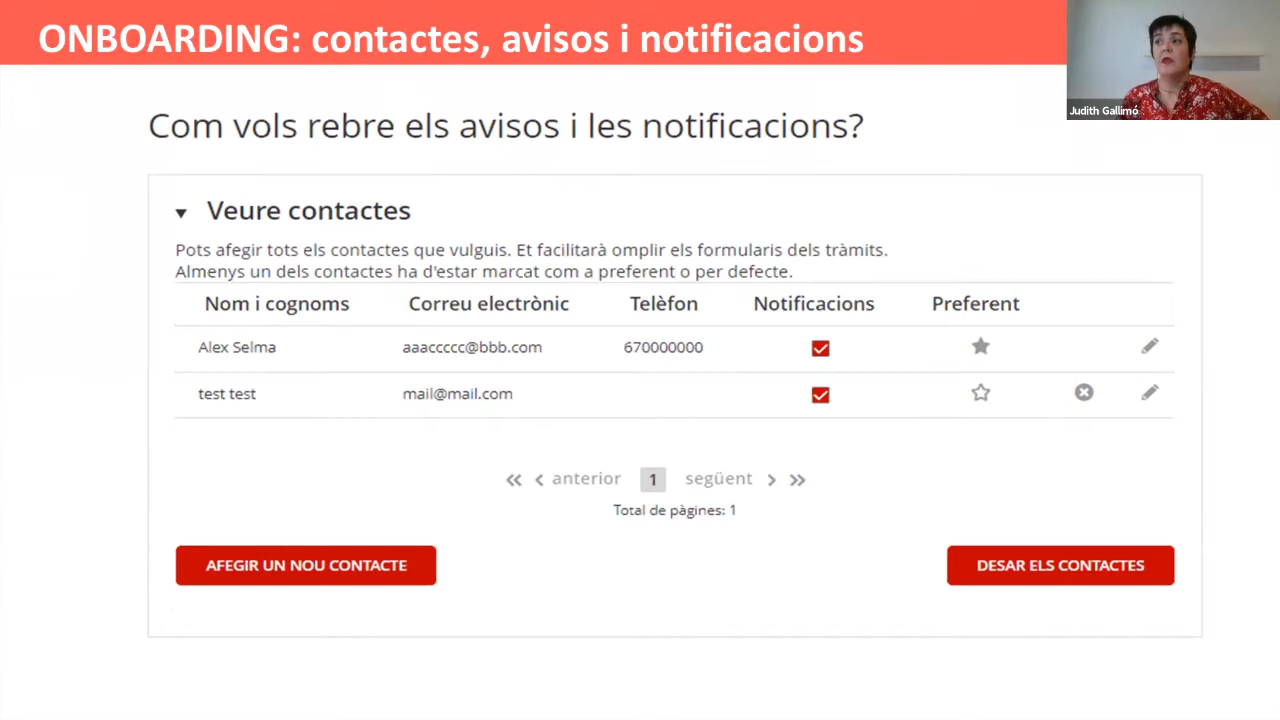 ONBOARDING: contactes, avisos i notificacions
Judith Gallimó
Com vols rebre els avisos i les notificacions?
Veure contactes
Pots afegir tots els contactes que vulguis. Et facilitarà omplir els formularis dels tràmits.
Almenys un dels contactes ha d'estar marcat com a preferent o per defecte.
Nom i cognoms Correu electrònic Telèfon Notificacions Preferent
Alex Selma aaaccccc@bbb.com 670000000
test test mail@mail.com
anterior 1 següent
Total de pàgines: 1
AFEGIR UN NOU CONTACTE DESAR ELS CONTACTES